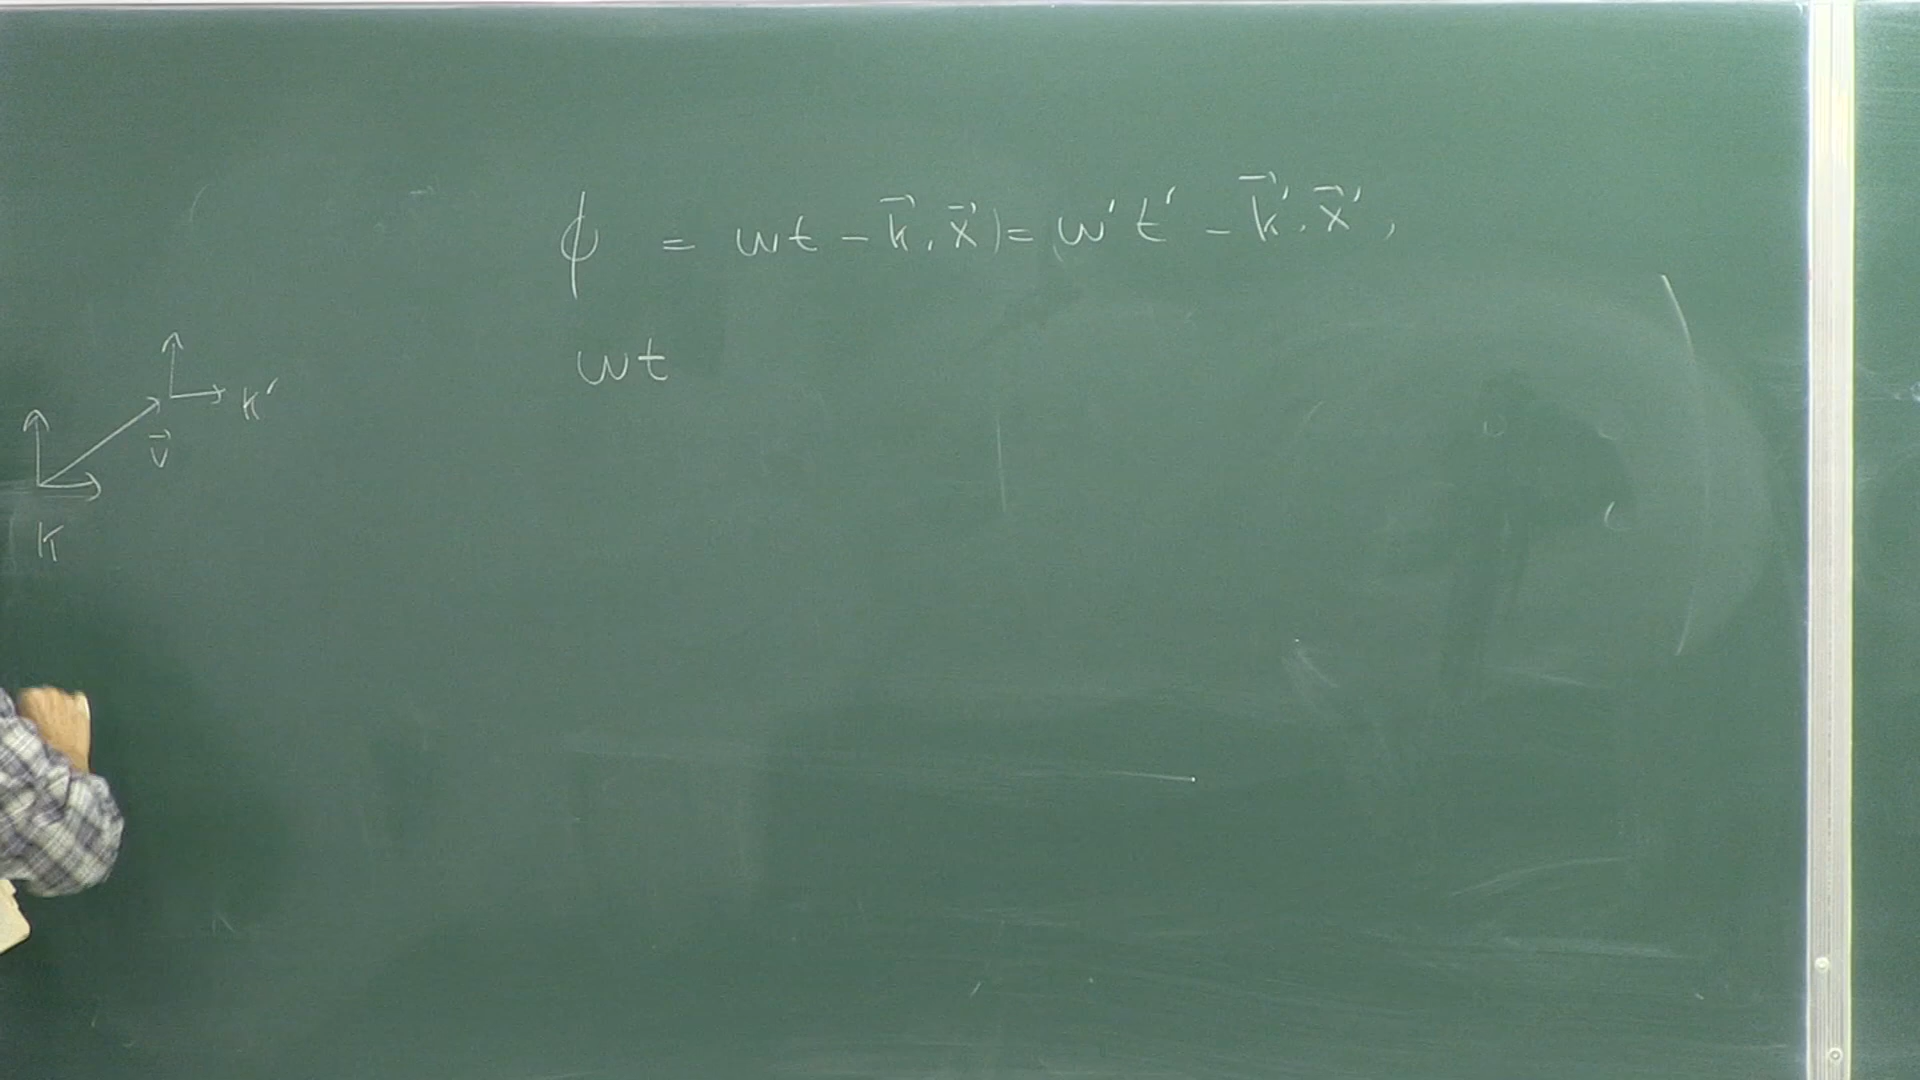 ϕ = ωt − k⃗ . x⃗ ) = (ω′ t′ − k⃗′ . x⃗′ ,
ωt
K′
v⃗
K